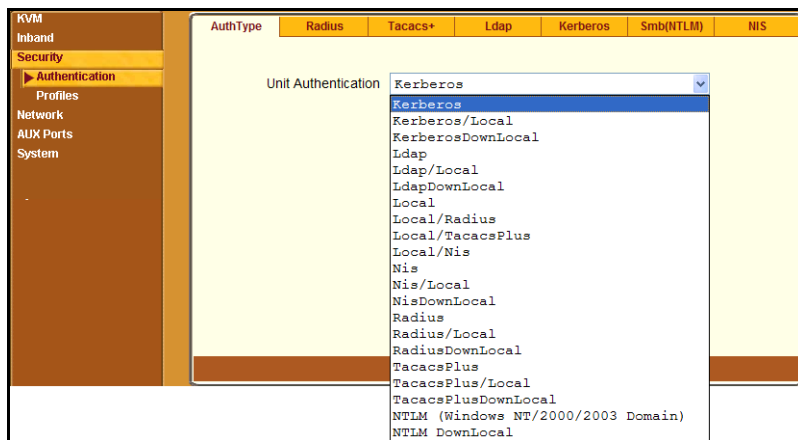 KVM
Inband
Security
Authentication
Profiles
Network
AUX Ports
System
AuthType Radius Tacacs+ Ldap Kerberos Smb(NTLM) NIS
Unit Authentication Kerberos
Kerberos
Kerberos/Local
KerberosDownLocal
Ldap
Ldap/Local
LdapDownLocal
Local
Local/Radius
Local/TacacsPlus
Local/Nis
Nis
Nis/Local
NisDownLocal
Radius
Radius/Local
RadiusDownLocal
TacacsPlus
TacacsPlus/Local
TacacsPlusDownLocal
NTLM (Windows NT/2000/2003 Domain)
NTLM DownLocal